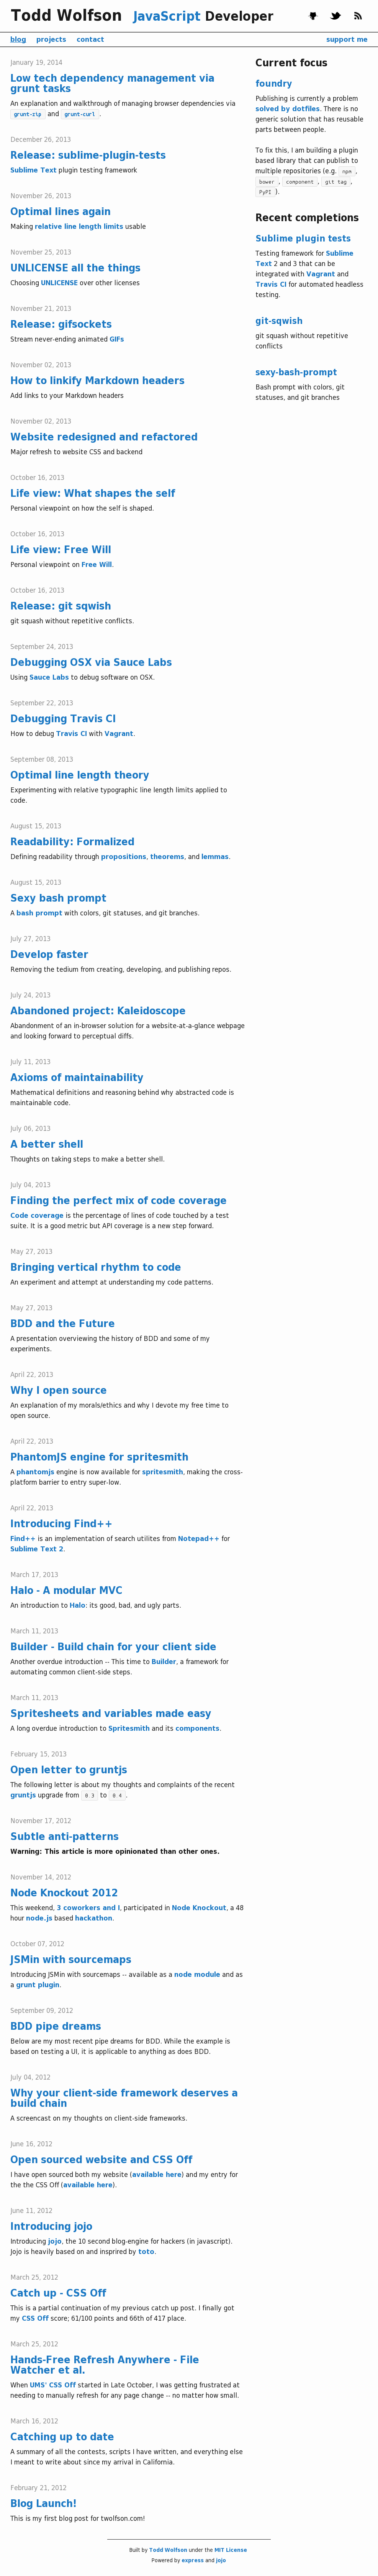 Todd Wolfson JavaScript Developer
blog projects contact support me
January 19, 2014
Low tech dependency management via
grunt tasks
An explanation and walkthrough of managing browser dependencies via
grunt-zip and grunt-curl.
December 26, 2013
Release: sublime-plugin-tests
Sublime Text plugin testing framework
November 26, 2013
Optimal lines again
Making relative line length limits usable
November 25, 2013
UNLICENSE all the things
Choosing UNLICENSE over other licenses
November 21, 2013
Release: gifsockets
Stream never-ending animated GIFs
November 02, 2013
How to linkify Markdown headers
Add links to your Markdown headers
November 02, 2013
Website redesigned and refactored
Major refresh to website CSS and backend
October 16, 2013
Life view: What shapes the self
Personal viewpoint on how the self is shaped.
October 16, 2013
Life view: Free Will
Personal viewpoint on Free Will.
October 16, 2013
Release: git sqwish
git squash without repetitive conflicts.
September 24, 2013
Debugging OSX via Sauce Labs
Using Sauce Labs to debug software on OSX.
September 22, 2013
Debugging Travis CI
How to debug Travis CI with Vagrant.
September 08, 2013
Optimal line length theory
Experimenting with relative typographic line length limits applied to
code.
August 15, 2013
Readability: Formalized
Defining readability through propositions, theorems, and lemmas.
August 15, 2013
Sexy bash prompt
A bash prompt with colors, git statuses, and git branches.
July 27, 2013
Develop faster
Removing the tedium from creating, developing, and publishing repos.
July 24, 2013
Abandoned project: Kaleidoscope
Abandonment of an in-browser solution for a website-at-a-glance webpage
and looking forward to perceptual diffs.
July 11, 2013
Axioms of maintainability
Mathematical definitions and reasoning behind why abstracted code is
maintainable code.
July 06, 2013
A better shell
Thoughts on taking steps to make a better shell.
July 04, 2013
Finding the perfect mix of code coverage
Code coverage is the percentage of lines of code touched by a test
suite. It is a good metric but API coverage is a new step forward.
May 27, 2013
Bringing vertical rhythm to code
An experiment and attempt at understanding my code patterns.
May 27, 2013
BDD and the Future
A presentation overviewing the history of BDD and some of my
experiments.
April 22, 2013
Why I open source
An explanation of my morals/ethics and why I devote my free time to
open source.
April 22, 2013
PhantomJS engine for spritesmith
A phantomjs engine is now available for spritesmith, making the cross-
platform barrier to entry super-low.
April 22, 2013
Introducing Find++
Find++ is an implementation of search utilites from Notepad++ for
Sublime Text 2.
March 17, 2013
Halo - A modular MVC
An introduction to Halo: its good, bad, and ugly parts.
March 11, 2013
Builder - Build chain for your client side
Another overdue introduction -- This time to Builder, a framework for
automating common client-side steps.
March 11, 2013
Spritesheets and variables made easy
A long overdue introduction to Spritesmith and its components.
February 15, 2013
Open letter to gruntjs
The following letter is about my thoughts and complaints of the recent
gruntjs upgrade from 0.3 to 0.4.
November 17, 2012
Subtle anti-patterns
Warning: This article is more opinionated than other ones.
November 14, 2012
Node Knockout 2012
This weekend, 3 coworkers and I, participated in Node Knockout, a 48
hour node.js based hackathon.
October 07, 2012
JSMin with sourcemaps
Introducing JSMin with sourcemaps -- available as a node module and as
a grunt plugin.
September 09, 2012
BDD pipe dreams
Below are my most recent pipe dreams for BDD. While the example is
based on testing a UI, it is applicable to anything as does BDD.
July 04, 2012
Why your client-side framework deserves a
build chain
A screencast on my thoughts on client-side frameworks.
June 16, 2012
Open sourced website and CSS Off
I have open sourced both my website (available here) and my entry for
the the CSS Off (available here).
June 11, 2012
Introducing jojo
Introducing jojo, the 10 second blog-engine for hackers (in javascript).
Jojo is heavily based on and insprired by toto.
March 25, 2012
Catch up - CSS Off
This is a partial continuation of my previous catch up post. I finally got
my CSS Off score; 61/100 points and 66th of 417 place.
March 25, 2012
Hands-Free Refresh Anywhere - File
Watcher et al.
When UMS' CSS Off started in Late October, I was getting frustrated at
needing to manually refresh for any page change -- no matter how small.
March 16, 2012
Catching up to date
A summary of all the contests, scripts I have written, and everything else
I meant to write about since my arrival in California.
February 21, 2012
Blog Launch!
This is my first blog post for twolfson.com!
Current focus
foundry
Publishing is currently a problem
solved by dotfiles. There is no
generic solution that has reusable
parts between people.
To fix this, I am building a plugin
based library that can publish to
multiple repositories (e.g. npm,
bower, component, git tag,
PyPI).
Recent completions
Sublime plugin tests
Testing framework for Sublime
Text 2 and 3 that can be
integrated with Vagrant and
Travis CI for automated headless
testing.
git-sqwish
git squash without repetitive
conflicts
sexy-bash-prompt
Bash prompt with colors, git
statuses, and git branches
Built by Todd Wolfson under the MIT License
Powered by express and jojo